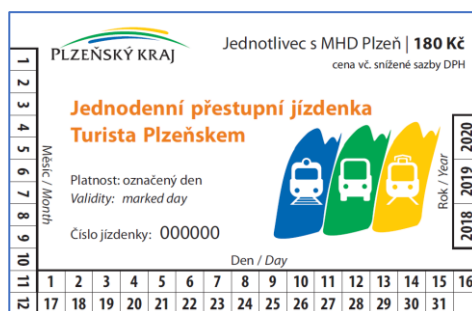 PLZEŇSKÝ KRAJ
Jednotlivec s MHD Plzeň | 180 Kč
cena vč. snížené sazby DPH
Jednodenní přestupní jízdenka
Turista Plzeňskem
Platnost: označený den
Validity: marked day
Číslo jízdenky: 000000
Měsíc / Month
1
2
3
4
5
6
7
8
9
10
11
12
Rok / Year
2018 2019 2020
Den / Day
1 2 3 4 5 6 7 8 9 10 11 12 13 14 15 16
17 18 19 20 21 22 23 24 25 26 27 28 29 30 31